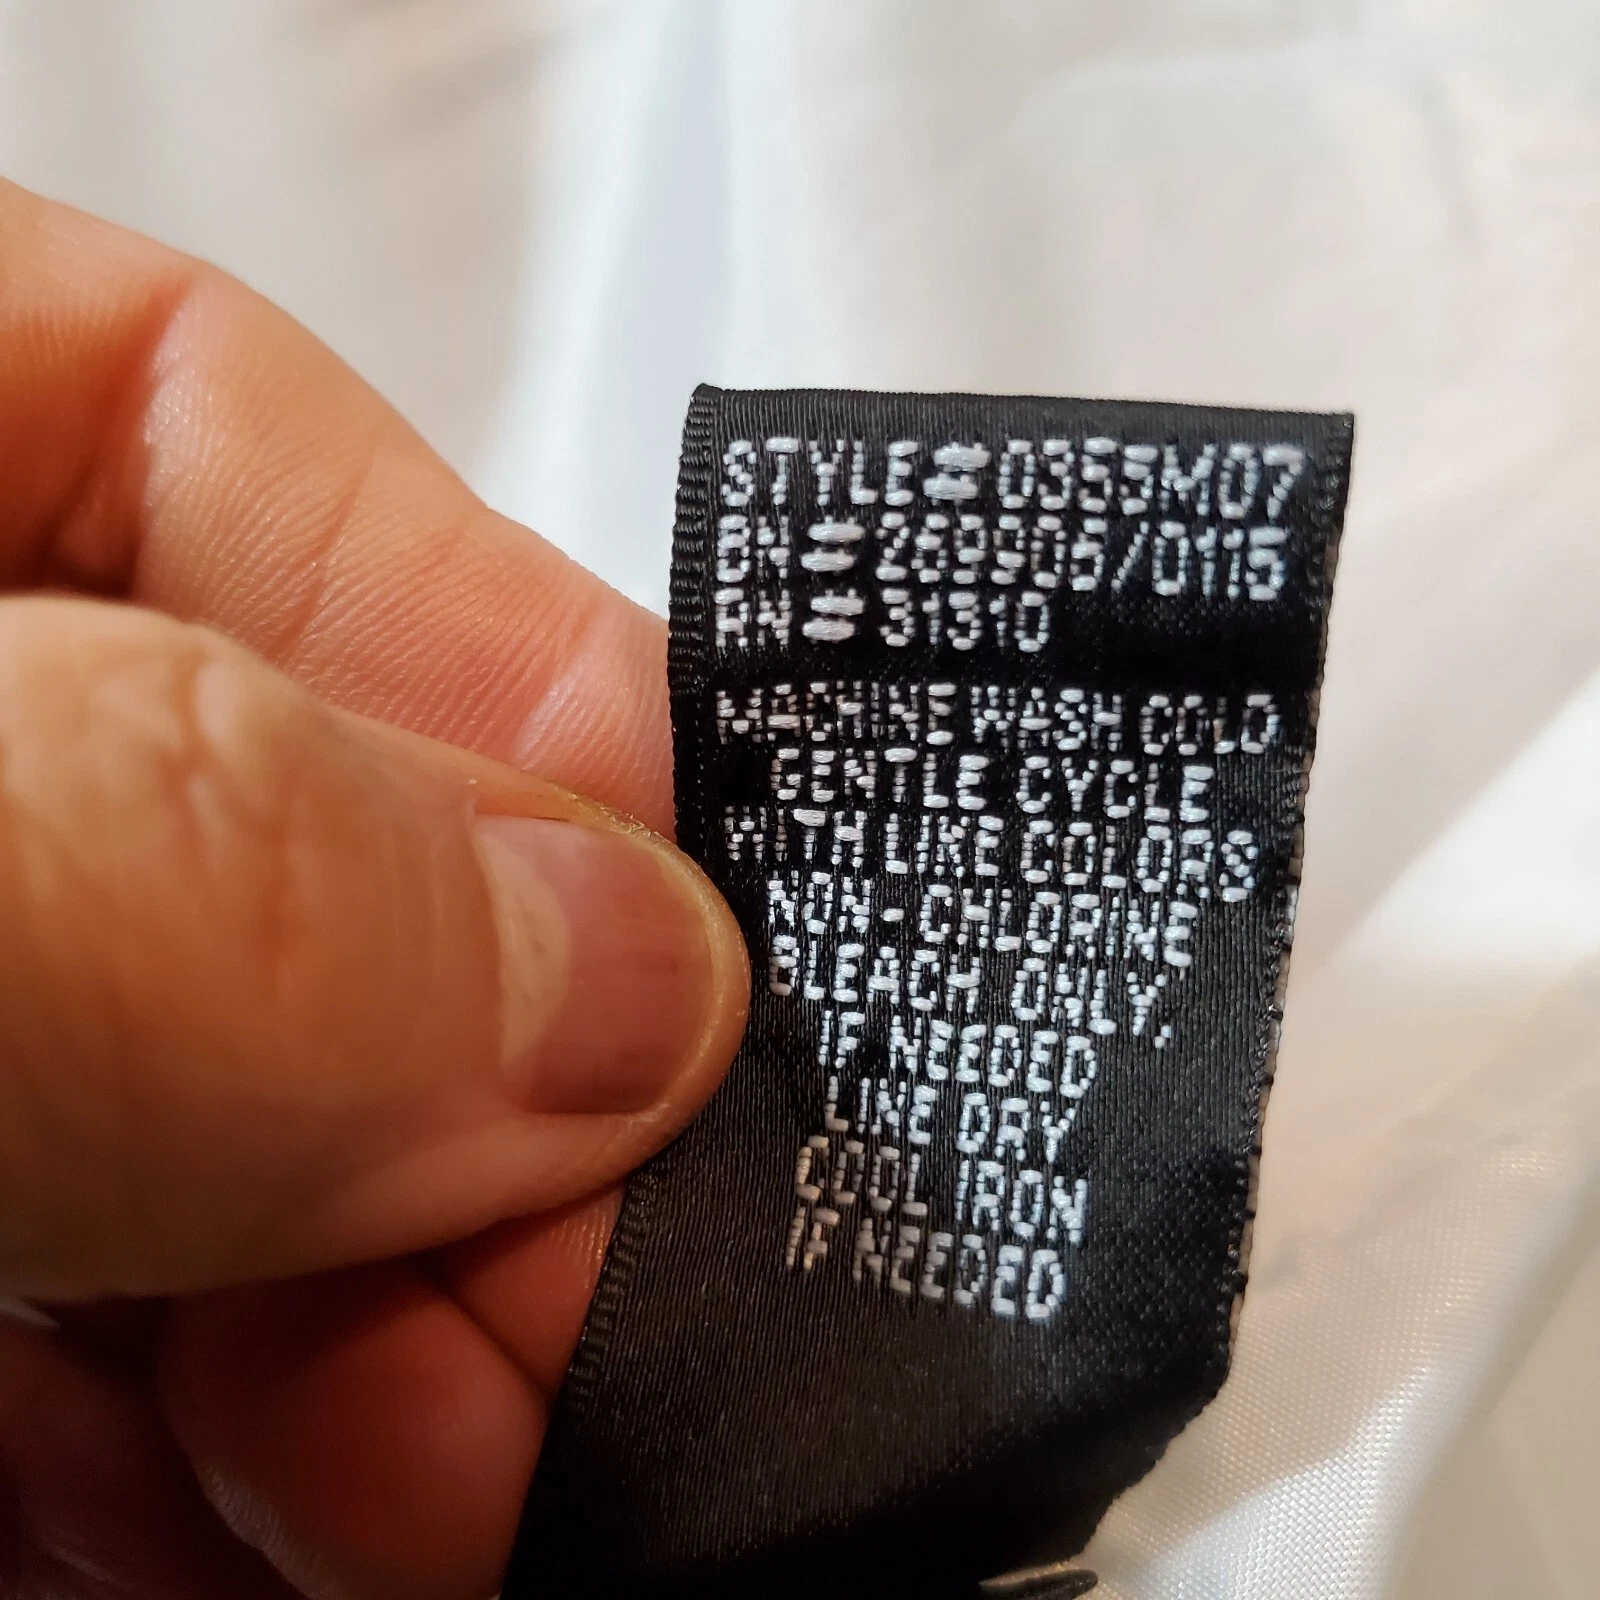 STYLE#0355M07
BN#269905/0115
RN#31310
MACHINE WASH COLD
GENTLE CYCLE
WITH LIKE COLORS
NON-CHLORINE
BLEACH ONLY,
IF NEEDED
LINE DRY
COOL IRON
IF NEEDED